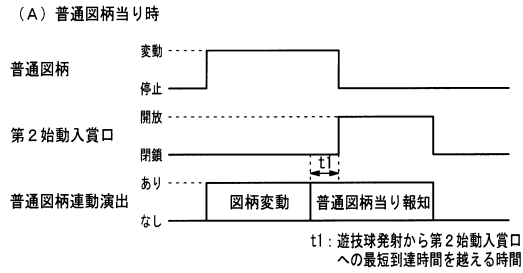 （A）普通図柄当り時
変動
普通図柄
停止
開放
第２始動入賞口
閉鎖
t1
あり
普通図柄連動演出
図柄変動
普通図柄当り報知
なし
t1：遊技球発射から第２始動入賞口
への最短到達時間を越える時間